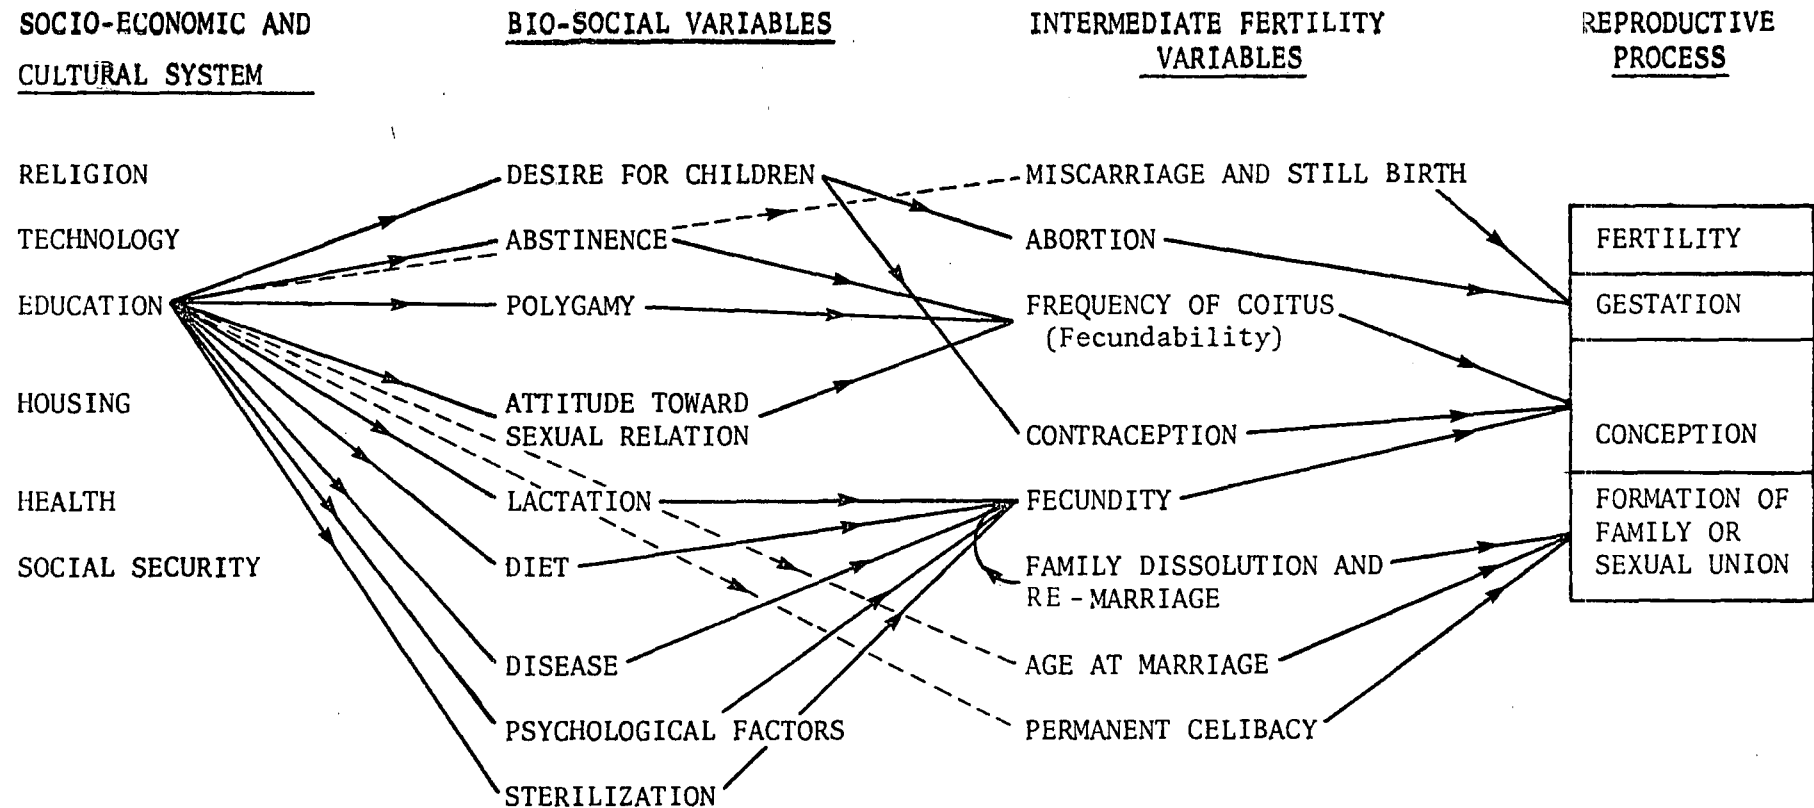 SOCIO-ECONOMIC AND
CULTURAL SYSTEM
BIO-SOCIAL VARIABLES
INTERMEDIATE FERTILITY
VARIABLES
REPRODUCTIVE
PROCESS
RELIGION
TECHNOLOGY
EDUCATION
HOUSING
HEALTH
SOCIAL SECURITY
DESIRE FOR CHILDREN
ABSTINENCE
POLYGAMY
ATTITUDE TOWARD
SEXUAL RELATION
LACTATION
DIET
DISEASE
PSYCHOLOGICAL FACTORS
STERILIZATION
MISCARRIAGE AND STILL BIRTH
ABORTION
FREQUENCY OF COITUS
(Fecundability)
CONTRACEPTION
FECUNDITY
FAMILY DISSOLUTION AND
RE-MARRIAGE
AGE AT MARRIAGE
PERMANENT CELIBACY
FERTILITY
GESTATION
CONCEPTION
FORMATION OF
FAMILY OR
SEXUAL UNION